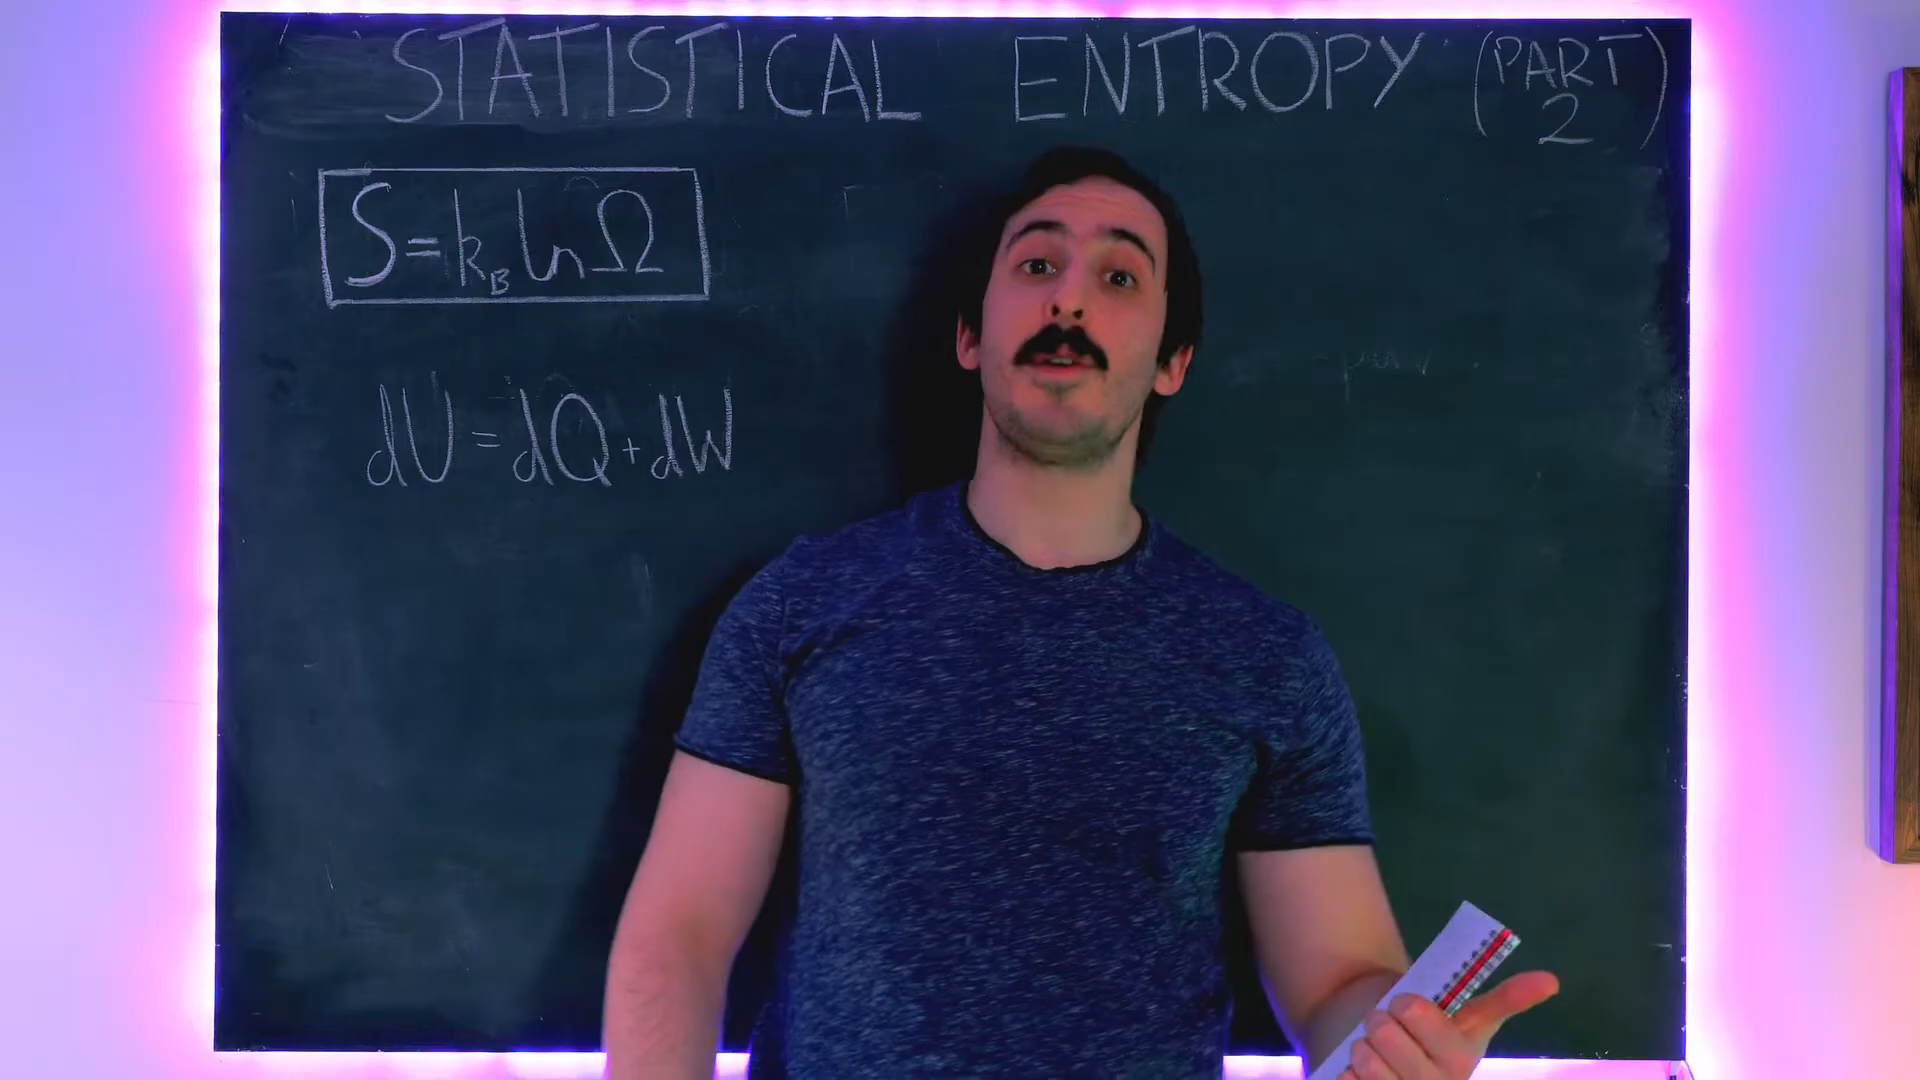 STATISTICAL ENTROPY (PART 2)
S = k_B ln Ω
dU = dQ + dW